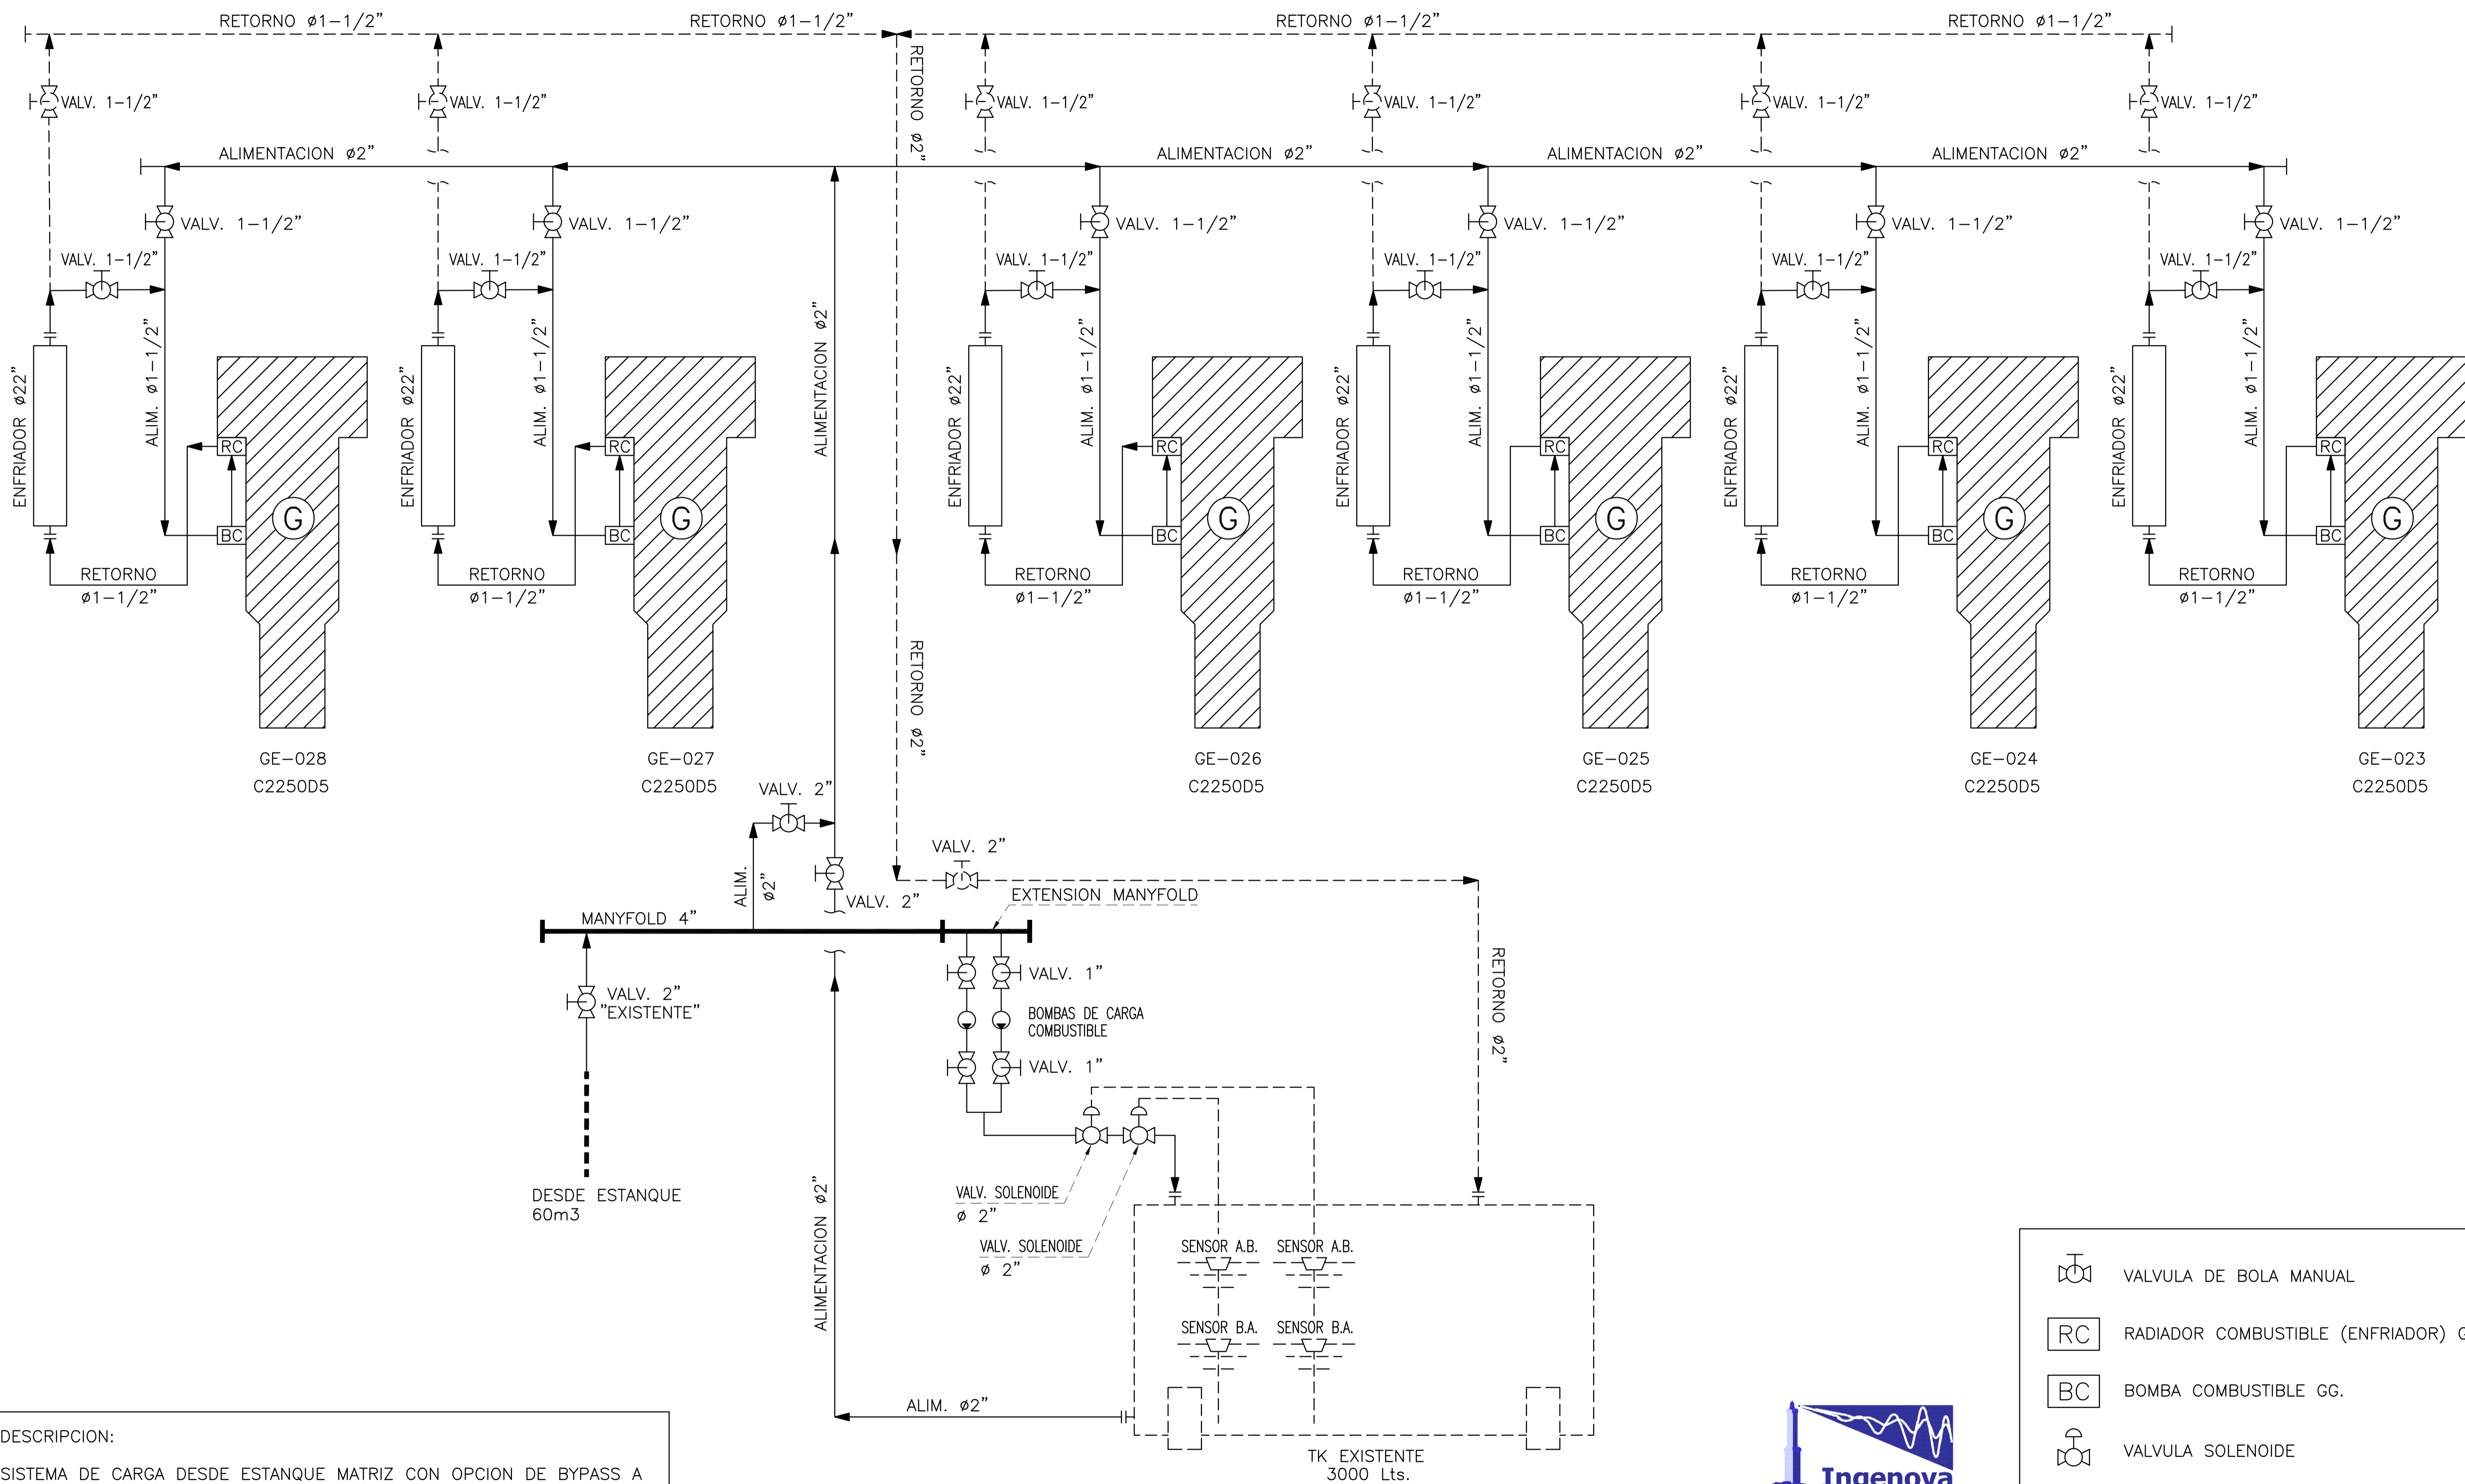 RETORNO ø1-1/2"
RETORNO ø1-1/2"
RETORNO ø1-1/2"
RETORNO ø1-1/2"
RETORNO ø2"
VALV. 1-1/2"
VALV. 1-1/2"
VALV. 1-1/2"
VALV. 1-1/2"
VALV. 1-1/2"
VALV. 1-1/2"
ALIMENTACION ø2"
ALIMENTACION ø2"
ALIMENTACION ø2"
ALIMENTACION ø2"
VALV. 1-1/2"
VALV. 1-1/2"
VALV. 1-1/2"
VALV. 1-1/2"
VALV. 1-1/2"
VALV. 1-1/2"
VALV. 1-1/2"
VALV. 1-1/2"
VALV. 1-1/2"
VALV. 1-1/2"
VALV. 1-1/2"
VALV. 1-1/2"
ENFRIADOR ø22"
ALIM. ø1-1/2"
RC
G
BC
ENFRIADOR ø22"
ALIM. ø1-1/2"
RC
G
BC
ALIMENTACION ø2"
ENFRIADOR ø22"
ALIM. ø1-1/2"
RC
G
BC
ENFRIADOR ø22"
ALIM. ø1-1/2"
RC
G
BC
ENFRIADOR ø22"
ALIM. ø1-1/2"
RC
G
BC
ENFRIADOR ø22"
ALIM. ø1-1/2"
RC
G
BC
RETORNO
ø1-1/2"
RETORNO
ø1-1/2"
RETORNO
ø1-1/2"
RETORNO
ø1-1/2"
RETORNO
ø1-1/2"
RETORNO
ø1-1/2"
RETORNO ø2"
GE-028
C2250D5
GE-027
C2250D5
GE-026
C2250D5
GE-025
C2250D5
GE-024
C2250D5
GE-023
C2250D5
VALV. 2"
VALV. 2"
ALIM.
ø2"
VALV. 2"
EXTENSION MANYFOLD
MANYFOLD 4"
VALV. 2"
"EXISTENTE"
VALV. 1"
BOMBAS DE CARGA
COMBUSTIBLE
VALV. 1"
RETORNO ø2"
DESDE ESTANQUE
60m3
ALIMENTACION ø2"
VALV. SOLENOIDE
ø 2"
VALV. SOLENOIDE
ø 2"
SENSOR A.B.
SENSOR A.B.
SENSOR B.A.
SENSOR B.A.
ALIM. ø2"
TK EXISTENTE
3000 Lts.
VALVULA DE BOLA MANUAL
RC
RADIADOR COMBUSTIBLE (ENFRIADOR) G
BC
BOMBA COMBUSTIBLE GG.
VALVULA SOLENOIDE
DESCRIPCION:
SISTEMA DE CARGA DESDE ESTANQUE MATRIZ CON OPCION DE BYPASS A
Ingenova